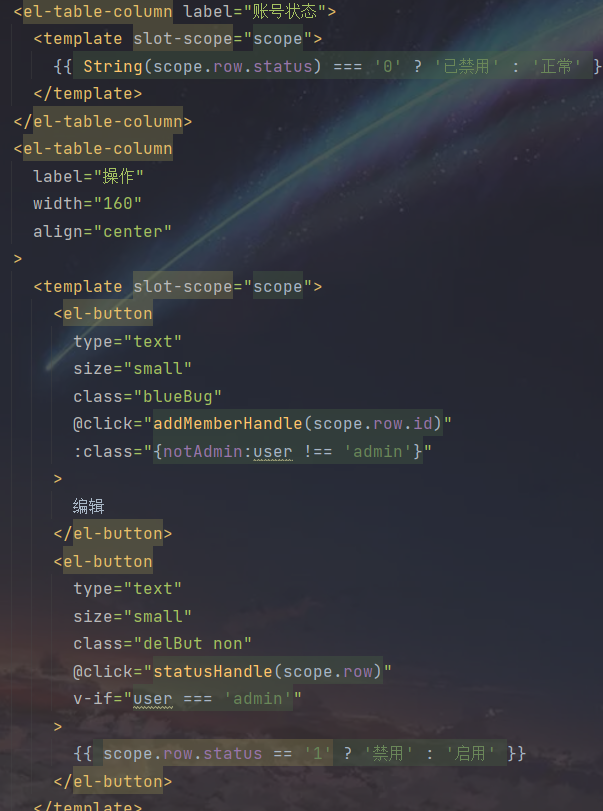 <el-table-column label="账号状态">
<template slot-scope="scope">
{{ String(scope.row.status) === '0' ? '已禁用' : '正常' }
</template>
</el-table-column>
<el-table-column
label="操作"
width="160"
align="center"
>
<template slot-scope="scope">
<el-button
type="text"
size="small"
class="blueBug"
@click="addMemberHandle(scope.row.id)"
:class="{notAdmin:user !== 'admin'}"
>
编辑
</el-button>
<el-button
type="text"
size="small"
class="delBut non"
@click="statusHandle(scope.row)"
v-if="user === 'admin'"
>
{{ scope.row.status == '1' ? '禁用' : '启用' }}
</el-button>
</template>